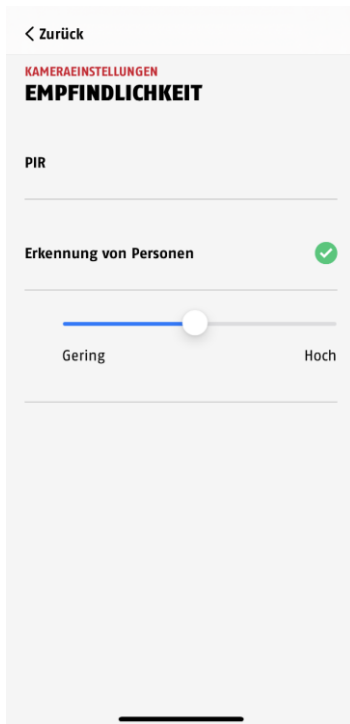 Zurück
KAMERAEINSTELLUNGEN
EMPFINDLICHKEIT
PIR
Erkennung von Personen
Gering Hoch